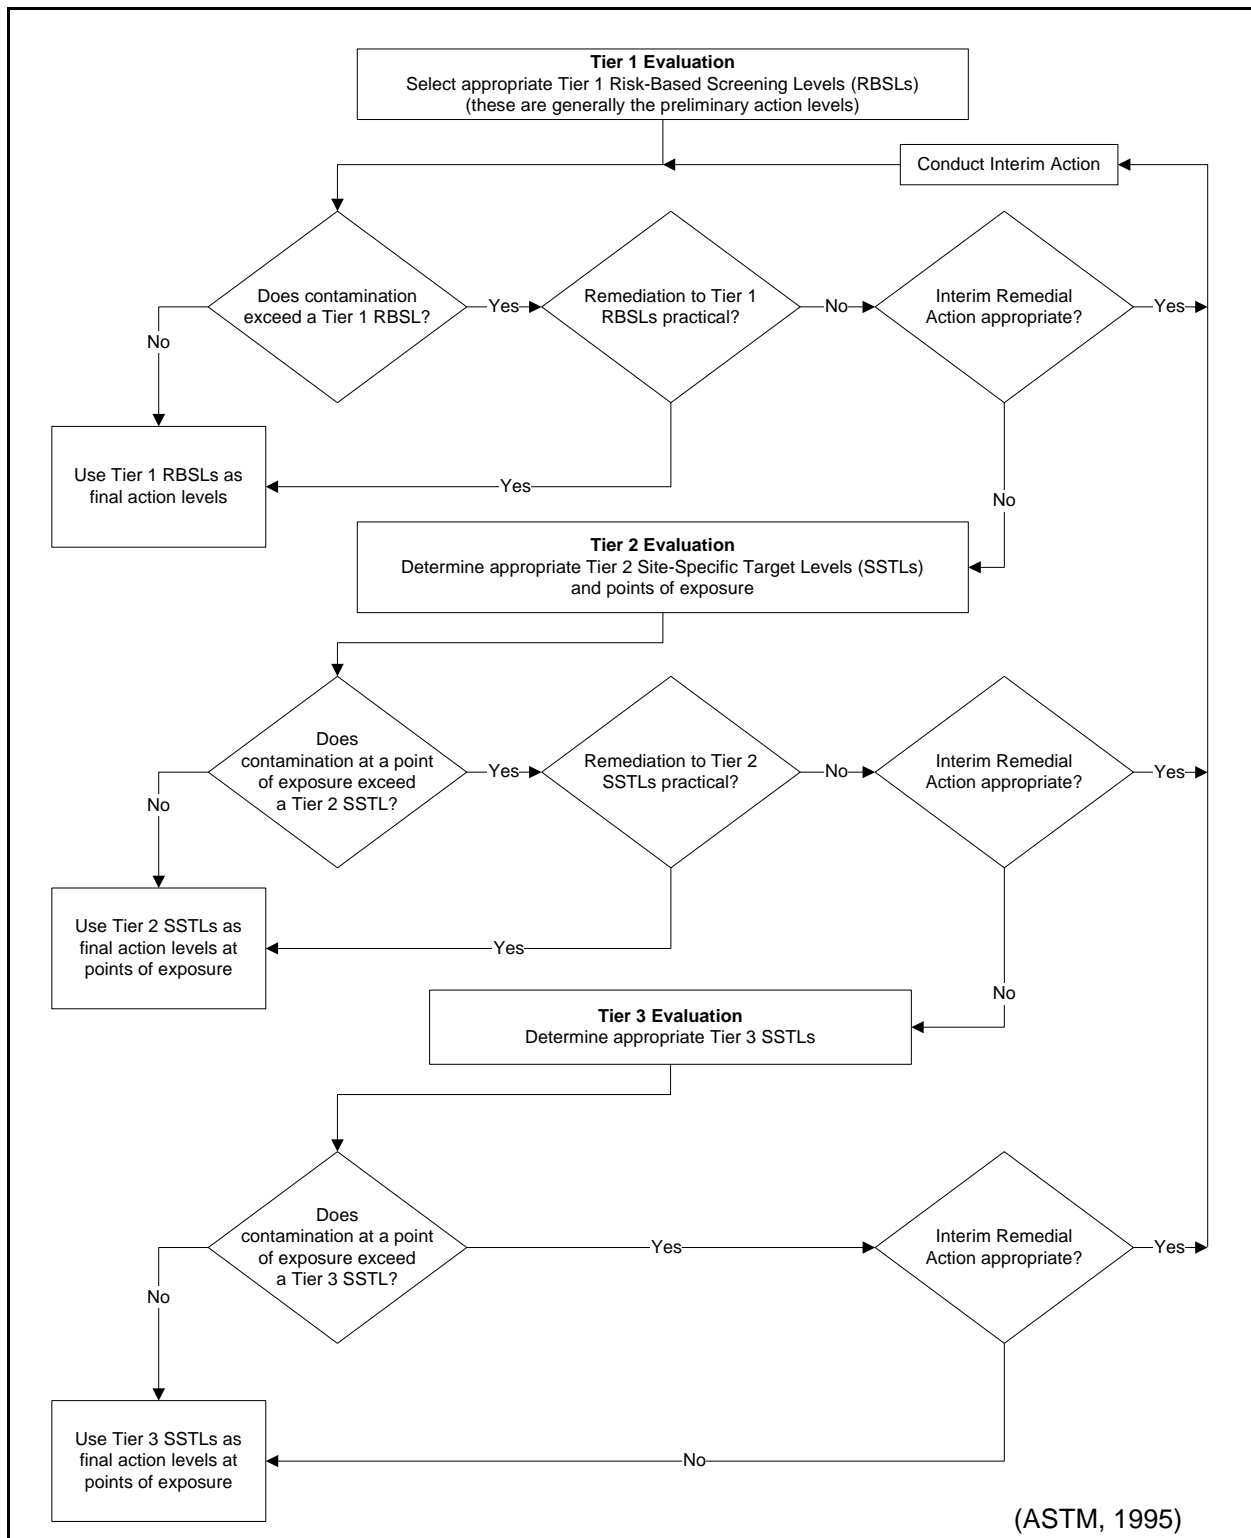 Tier 1 Evaluation
Select appropriate Tier 1 Risk-Based Screening Levels (RBSLs)
(these are generally the preliminary action levels)
Conduct Interim Action
Does contamination
exceed a Tier 1 RBSL?
Yes
Remediation to Tier 1
RBSLs practical?
No
Interim Remedial
Action appropriate?
Yes
No
Use Tier 1 RBSLs as
final action levels
Yes
No
Tier 2 Evaluation
Determine appropriate Tier 2 Site-Specific Target Levels (SSTLs)
and points of exposure
Does
contamination at a point
of exposure exceed
a Tier 2 SSTL?
Yes
Remediation to Tier 2
SSTLs practical?
No
Interim Remedial
Action appropriate?
Yes
No
Use Tier 2 SSTLs as
final action levels at
points of exposure
Yes
No
Tier 3 Evaluation
Determine appropriate Tier 3 SSTLs
Does
contamination at a point
of exposure exceed
a Tier 3 SSTL?
Yes
Interim Remedial
Action appropriate?
Yes
No
Use Tier 3 SSTLs as
final action levels at
points of exposure
No
(ASTM, 1995)